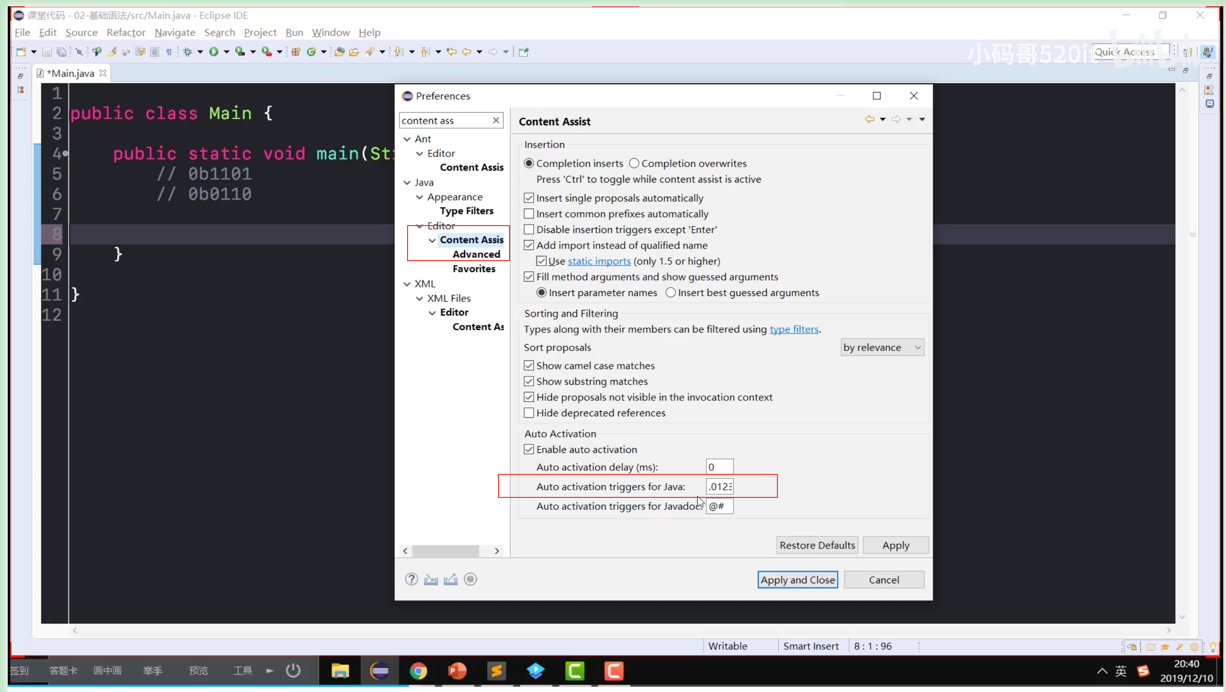 课堂代码 - 02-基础语法/src/Main.java - Eclipse IDE
File Edit Source Refactor Navigate Search Project Run Window Help
小码哥520it
bilibili
Quick Access
*Main.java
1
2 public class Main {
3
4 public static void main(Str
5 // 0b1101
6 // 0b0110
7
8
9 }
10
11 }
12
Preferences
content ass
Ant
Editor
Content Assis
Java
Appearance
Type Filters
Editor
Content Assis
Advanced
Favorites
XML
XML Files
Editor
Content As
Content Assist
Insertion
Completion inserts Completion overwrites
Press 'Ctrl' to toggle while content assist is active
Insert single proposals automatically
Insert common prefixes automatically
Disable insertion triggers except 'Enter'
Add import instead of qualified name
Use static imports (only 1.5 or higher)
Fill method arguments and show guessed arguments
Insert parameter names Insert best guessed arguments
Sorting and Filtering
Types along with their members can be filtered using type filters.
Sort proposals by relevance
Show camel case matches
Show substring matches
Hide proposals not visible in the invocation context
Hide deprecated references
Auto Activation
Enable auto activation
Auto activation delay (ms): 0
Auto activation triggers for Java: .0123
Auto activation triggers for Javadoc: @#
Restore Defaults Apply
Apply and Close Cancel
Writable Smart Insert 8 : 1 : 96
签到 答题卡 画中画 举手 预览 工具
英
20:40
2019/12/10